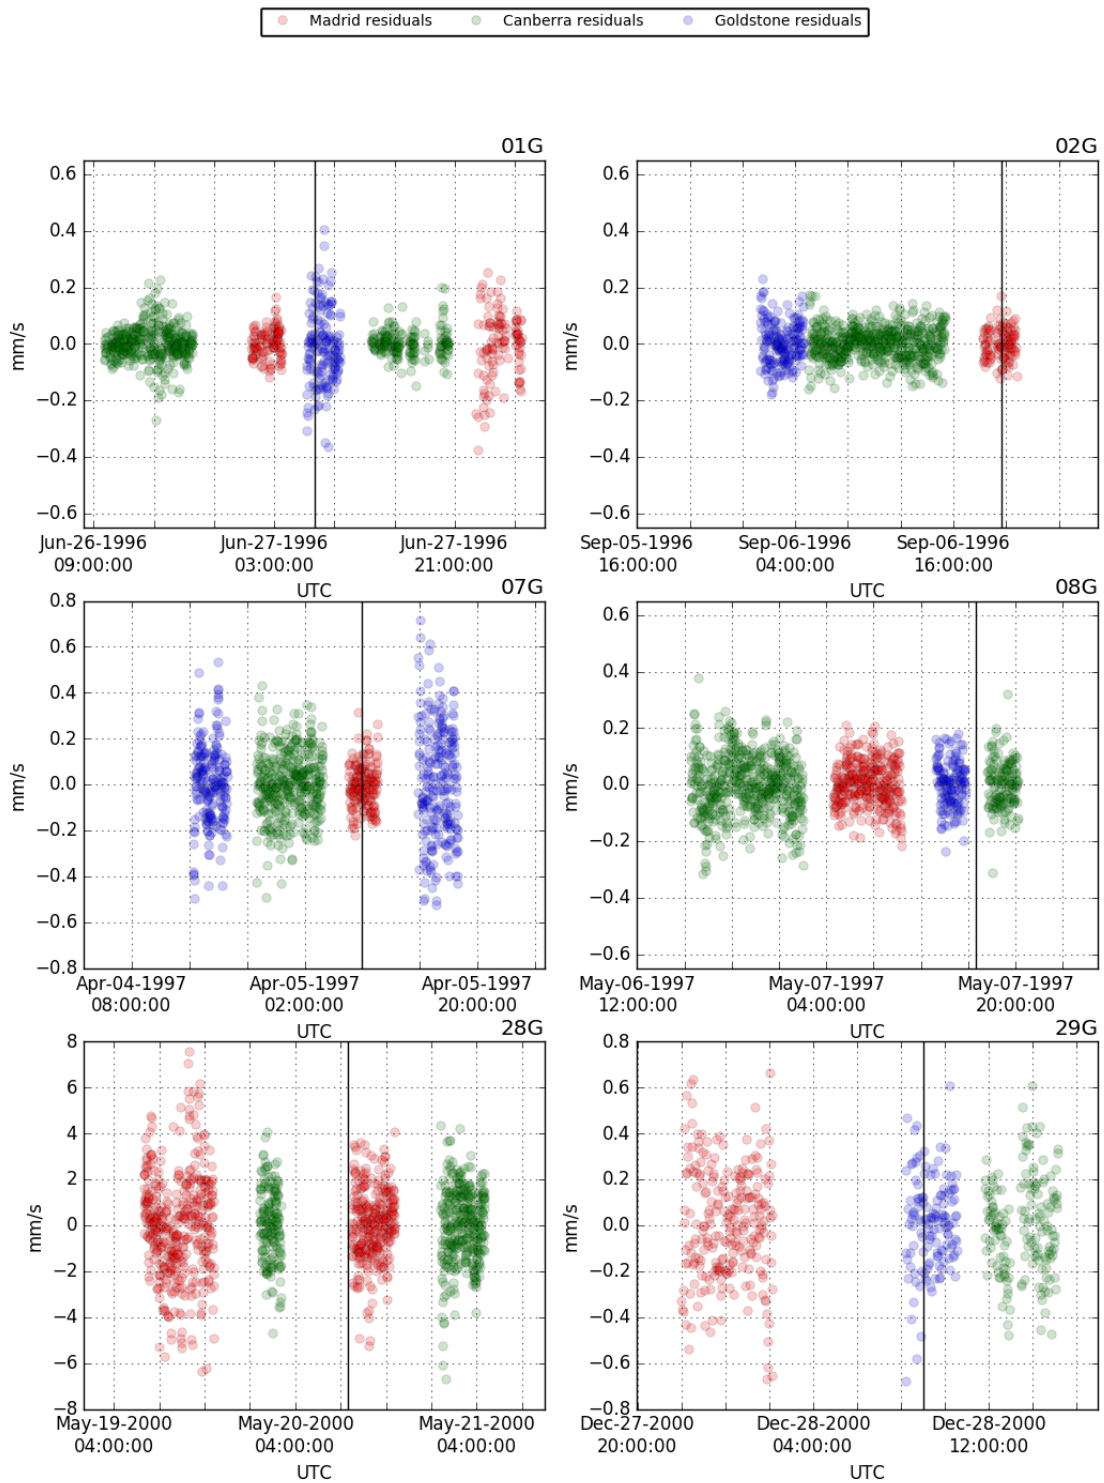 Madrid residuals Canberra residuals Goldstone residuals
01G
0.6
0.4
0.2
0.0
−0.2
−0.4
−0.6
mm/s
Jun-26-1996 09:00:00
Jun-27-1996 03:00:00
Jun-27-1996 21:00:00
UTC
02G
0.6
0.4
0.2
0.0
−0.2
−0.4
−0.6
mm/s
Sep-05-1996 16:00:00
Sep-06-1996 04:00:00
Sep-06-1996 16:00:00
UTC
07G
0.8
0.6
0.4
0.2
0.0
−0.2
−0.4
−0.6
−0.8
mm/s
Apr-04-1997 08:00:00
Apr-05-1997 02:00:00
Apr-05-1997 20:00:00
UTC
08G
0.6
0.4
0.2
0.0
−0.2
−0.4
−0.6
mm/s
May-06-1997 12:00:00
May-07-1997 04:00:00
May-07-1997 20:00:00
UTC
28G
8
6
4
2
0
−2
−4
−6
−8
mm/s
May-19-2000 04:00:00
May-20-2000 04:00:00
May-21-2000 04:00:00
UTC
29G
0.8
0.6
0.4
0.2
0.0
−0.2
−0.4
−0.6
−0.8
mm/s
Dec-27-2000 20:00:00
Dec-28-2000 04:00:00
Dec-28-2000 12:00:00
UTC